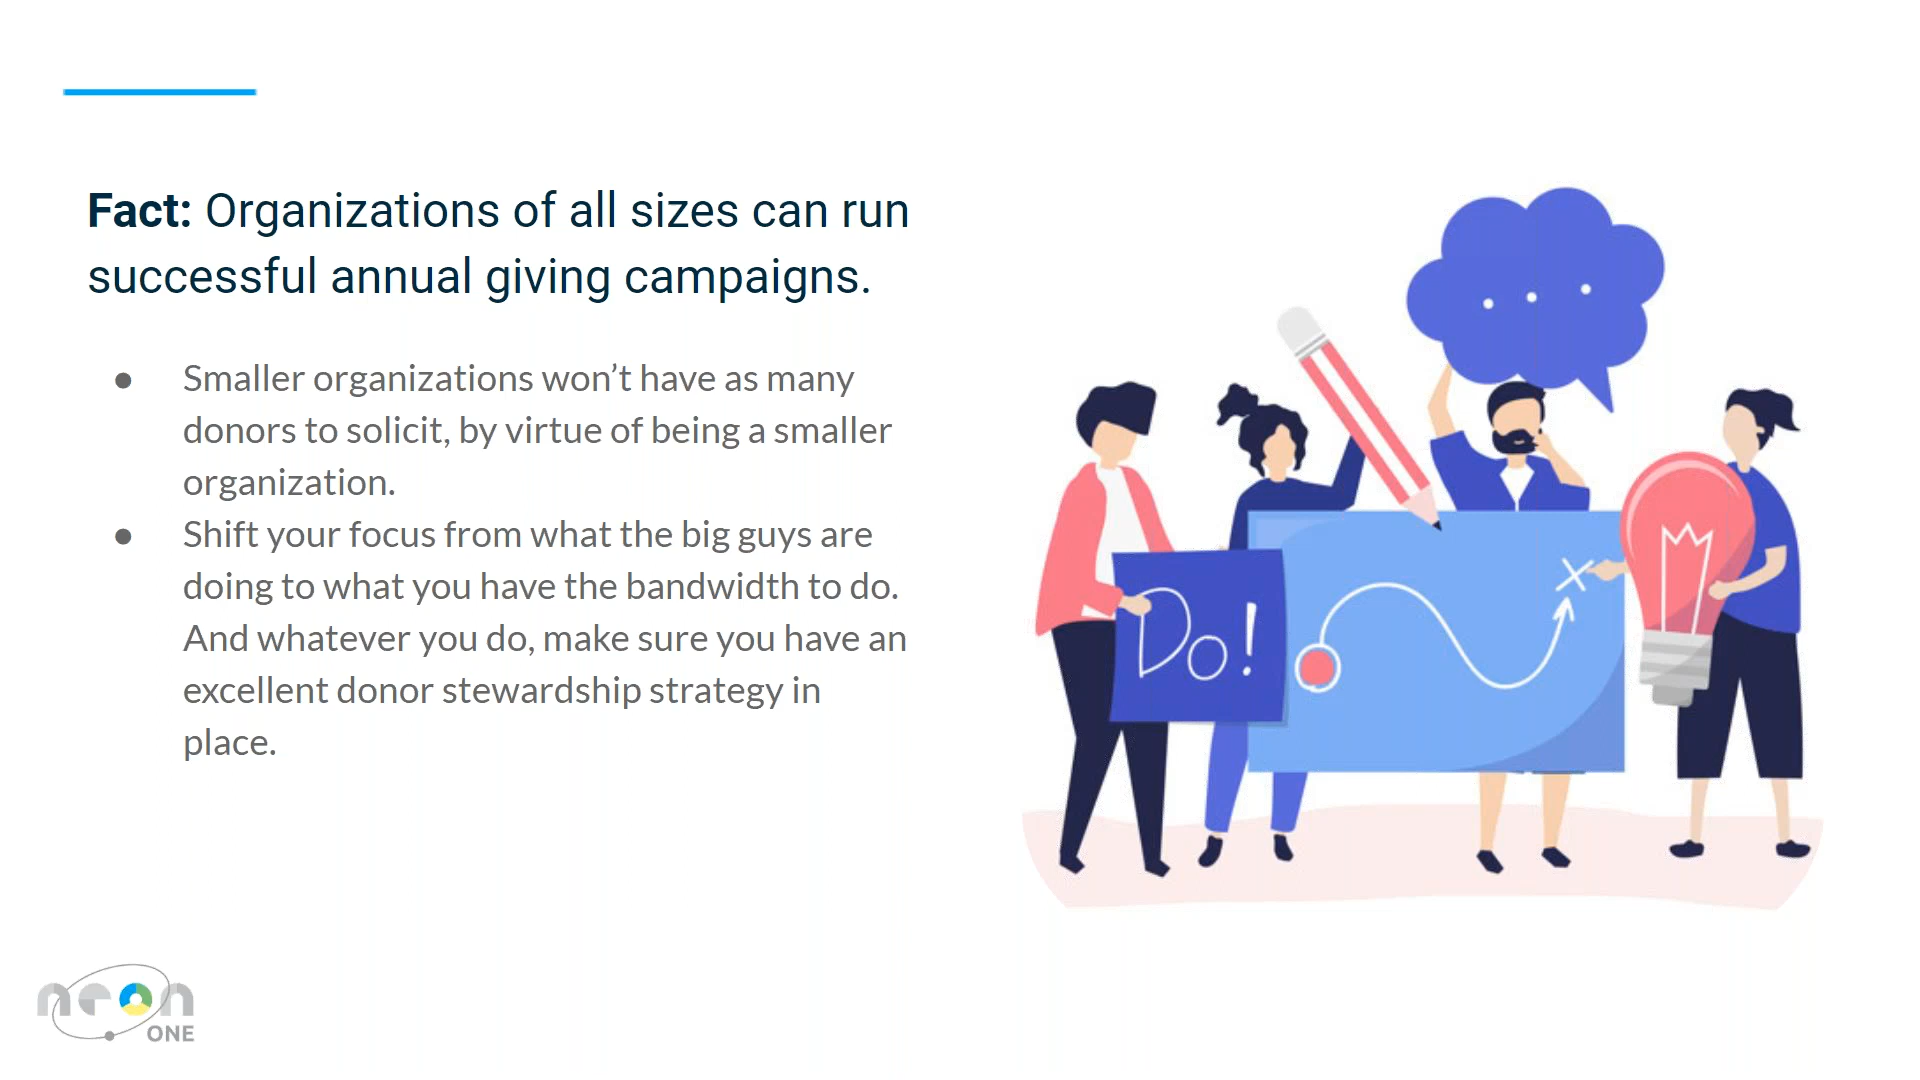 Fact: Organizations of all sizes can run
successful annual giving campaigns.
● Smaller organizations won’t have as many
donors to solicit, by virtue of being a smaller
organization.
● Shift your focus from what the big guys are
doing to what you have the bandwidth to do.
And whatever you do, make sure you have an
excellent donor stewardship strategy in
place.
Do!
neon
ONE